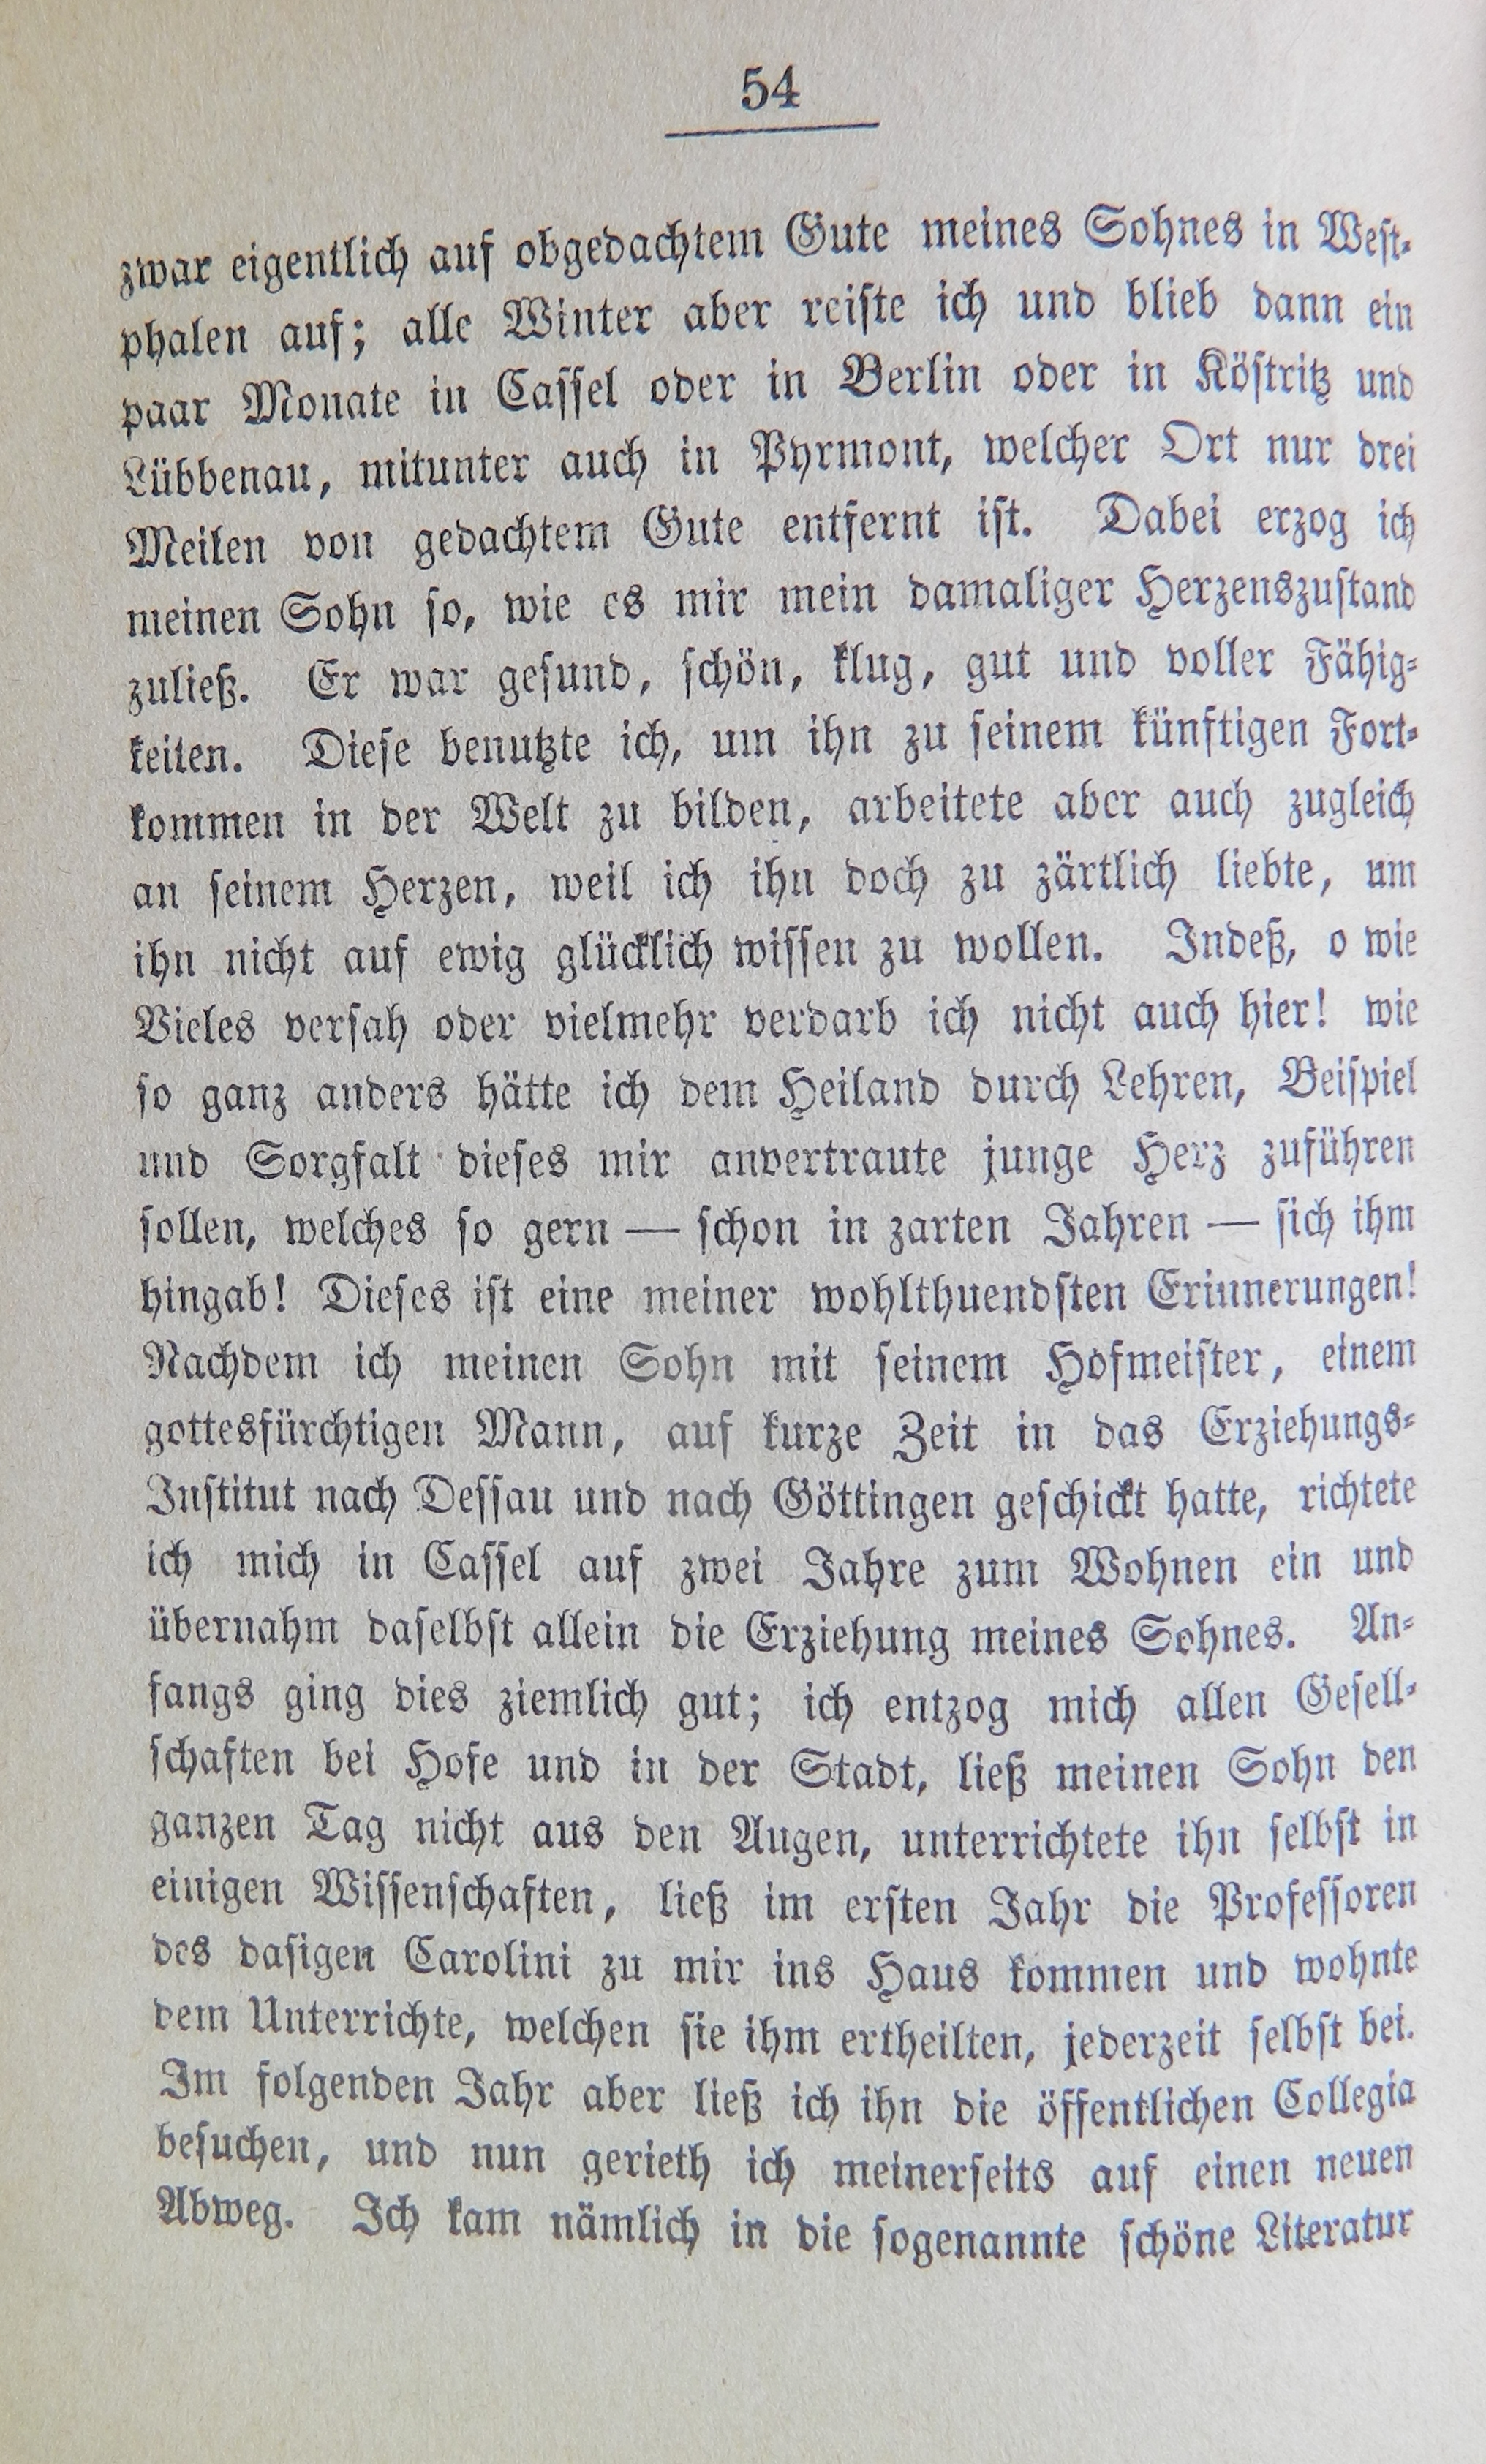 54
zwar eigentlich auf obgedachtem Gute meines Sohnes in West-
phalen auf; alle Winter aber reiste ich und blieb dann ein
paar Monate in Cassel oder in Berlin oder in Köstritz und
Lübbenau, mitunter auch in Pyrmont, welcher Ort nur drei
Meilen von gedachtem Gute entfernt ist. Dabei erzog ich
meinen Sohn so, wie es mir mein damaliger Herzenszustand
zuließ. Er war gesund, schön, klug, gut und voller Fähig-
keiten. Diese benutzte ich, um ihn zu seinem künftigen Fort-
kommen in der Welt zu bilden, arbeitete aber auch zugleich
an seinem Herzen, weil ich ihn doch zu zärtlich liebte, um
ihn nicht auf ewig glücklich wissen zu wollen. Indeß, o wie
Vieles versah oder vielmehr verdarb ich nicht auch hier! wie
so ganz anders hätte ich dem Heiland durch Lehren, Beispiel
und Sorgfalt dieses mir anvertraute junge Herz zuführen
sollen, welches so gern — schon in zarten Jahren — sich ihm
hingab! Dieses ist eine meiner wohlthuendsten Erinnerungen!
Nachdem ich meinen Sohn mit seinem Hofmeister, einem
gottesfürchtigen Mann, auf kurze Zeit in das Erziehungs-
Institut nach Dessau und nach Göttingen geschickt hatte, richtete
ich mich in Cassel auf zwei Jahre zum Wohnen ein und
übernahm daselbst allein die Erziehung meines Sohnes. An-
fangs ging dies ziemlich gut; ich entzog mich allen Gesell-
schaften bei Hofe und in der Stadt, ließ meinen Sohn den
ganzen Tag nicht aus den Augen, unterrichtete ihn selbst in
einigen Wissenschaften, ließ im ersten Jahr die Professoren
des dasigen Carolini zu mir ins Haus kommen und wohnte
dem Unterrichte, welchen sie ihm ertheilten, jederzeit selbst bei.
Im folgenden Jahr aber ließ ich ihn die öffentlichen Collegia
besuchen, und nun gerieth ich meinerseits auf einen neuen
Abweg. Ich kam nämlich in die sogenannte schöne Literatur